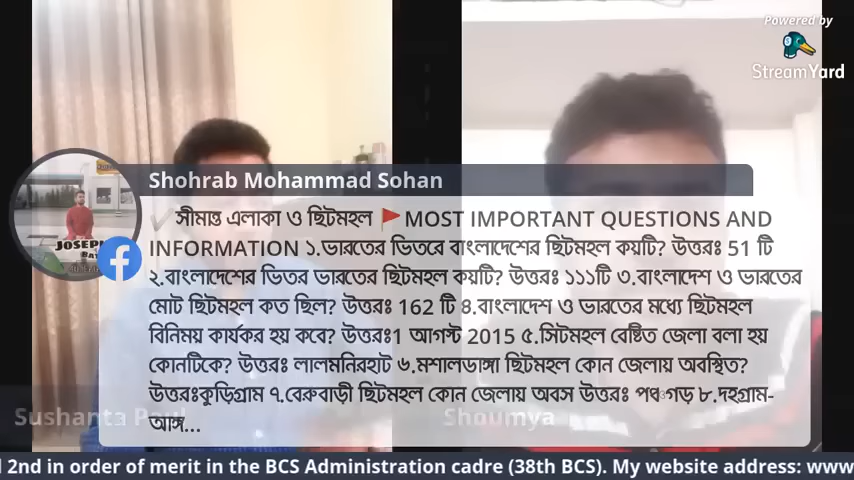 Powered by
StreamYard
Shohrab Mohammad Sohan
✔️সীমান্ত এলাকা ও ছিটমহল 🚩MOST IMPORTANT QUESTIONS AND
INFORMATION ১.ভারতের ভিতরে বাংলাদেশের ছিটমহল কয়টি? উত্তরঃ 51 টি
২.বাংলাদেশের ভিতর ভারতের ছিটমহল কয়টি? উত্তরঃ ১১১টি ৩.বাংলাদেশ ও ভারতের
মোট ছিটমহল কত ছিল? উত্তরঃ 162 টি ৪.বাংলাদেশ ও ভারতের মধ্যে ছিটমহল
বিনিময় কার্যকর হয় কবে? উত্তরঃ1 আগস্ট 2015 ৫.সিটমহল বেষ্টিত জেলা বলা হয়
কোনটিকে? উত্তরঃ লালমনিরহাট ৬.মশালডাঙ্গা ছিটমহল কোন জেলায় অবস্থিত?
উত্তরঃকুড়িগ্রাম ৭.বেরুবাড়ী ছিটমহল কোন জেলায় অবস উত্তরঃ পঞ্চগড় ৮.দহগ্রাম-
আঙ্গ...
JOSEPH
Sushanta Paul
Shoumya
2nd in order of merit in the BCS Administration cadre (38th BCS). My website address: www